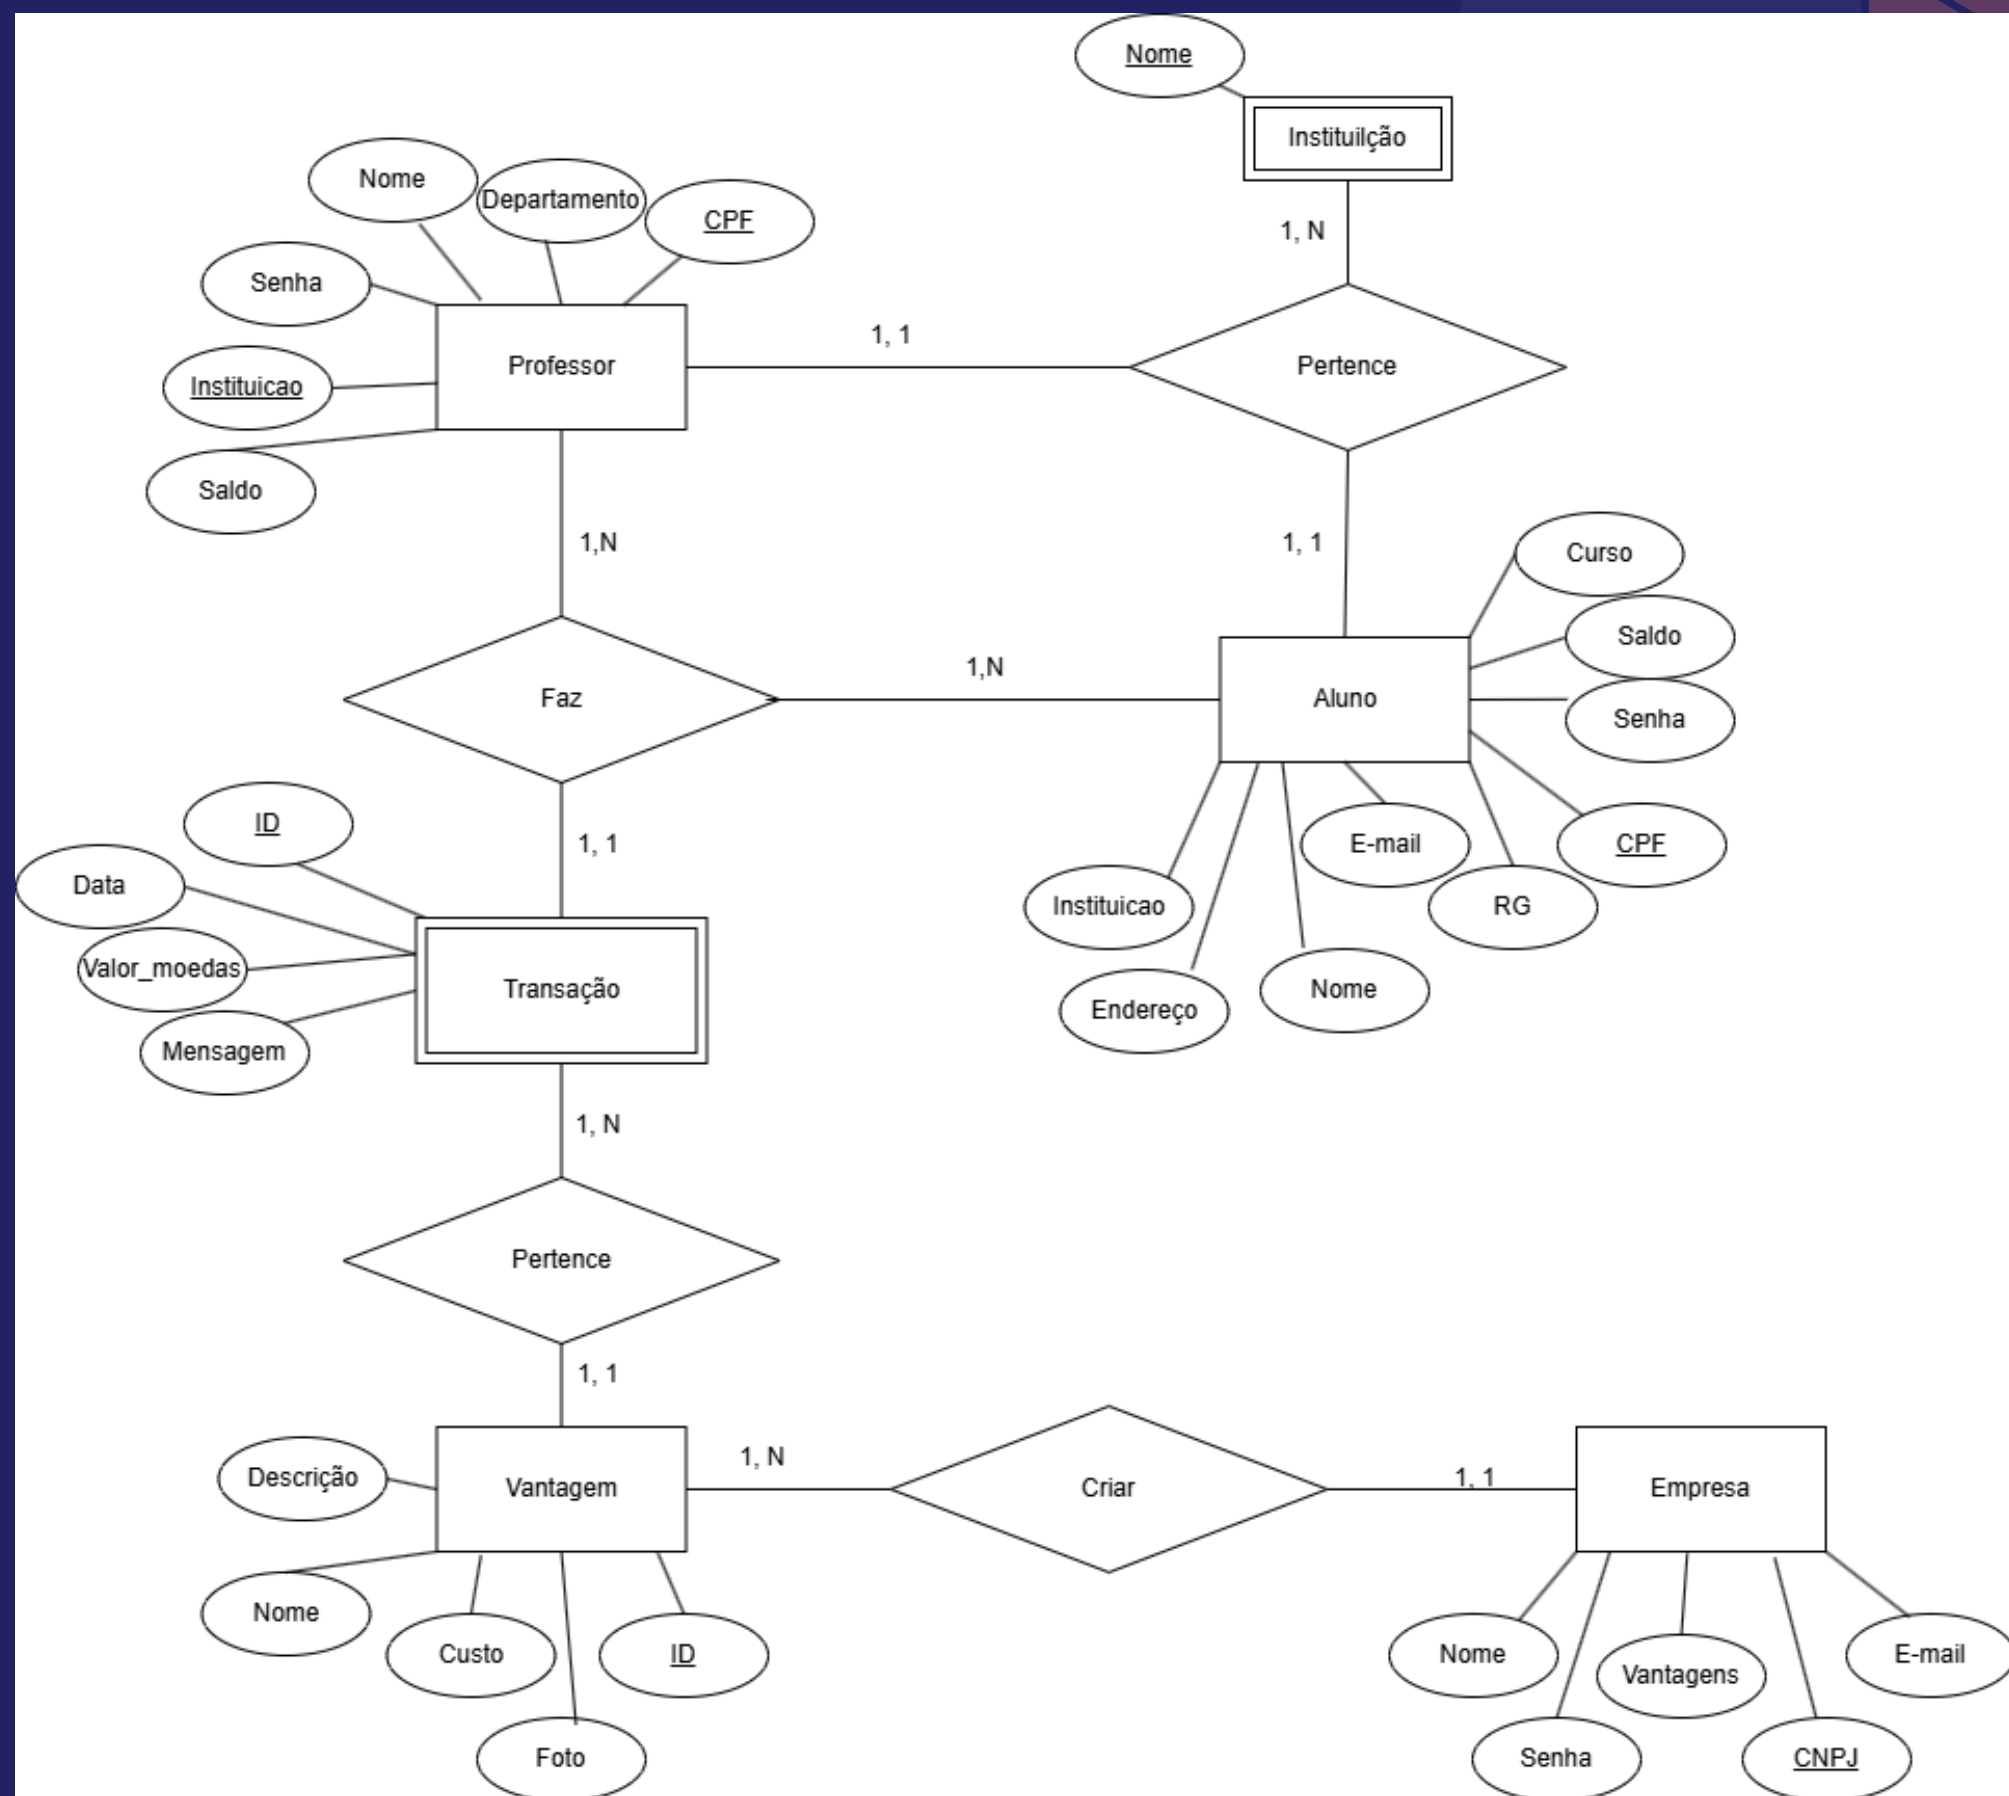 Nome
Instituilção
Nome
Departamento
CPF
1, N
Senha
1, 1
Professor
Pertence
Instituicao
Saldo
1,N
1, 1
Curso
1,N
Saldo
Faz
Aluno
Senha
ID
1, 1
E-mail
CPF
Data
Instituicao
RG
Valor_moedas
Transação
Nome
Endereço
Mensagem
1, N
Pertence
1, 1
1, N
1, 1
Descrição
Vantagem
Criar
Empresa
Nome
Custo
ID
Nome
Vantagens
E-mail
Foto
Senha
CNPJ